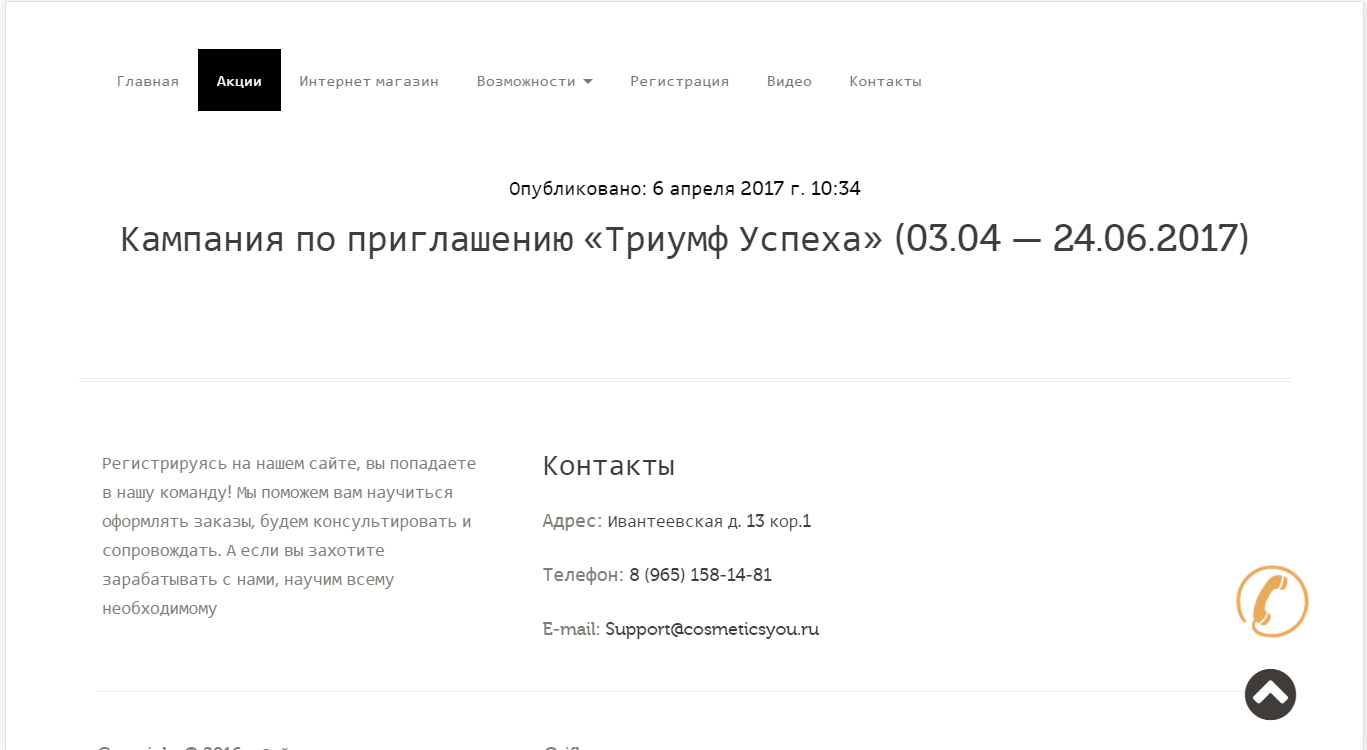 Главная Акции Интернет магазин Возможности Регистрация Видео Контакты
Опубликовано: 6 апреля 2017 г. 10:34
Кампания по приглашению «Триумф Успеха» (03.04 — 24.06.2017)
Регистрируясь на нашем сайте, вы попадаете
в нашу команду! Мы поможем вам научиться
оформлять заказы, будем консультировать и
сопровождать. А если вы захотите
зарабатывать с нами, научим всему
необходимому
Контакты
Адрес: Ивантеевская д. 13 кор.1
Телефон: 8 (965) 158-14-81
E-mail: Support@cosmeticsyou.ru